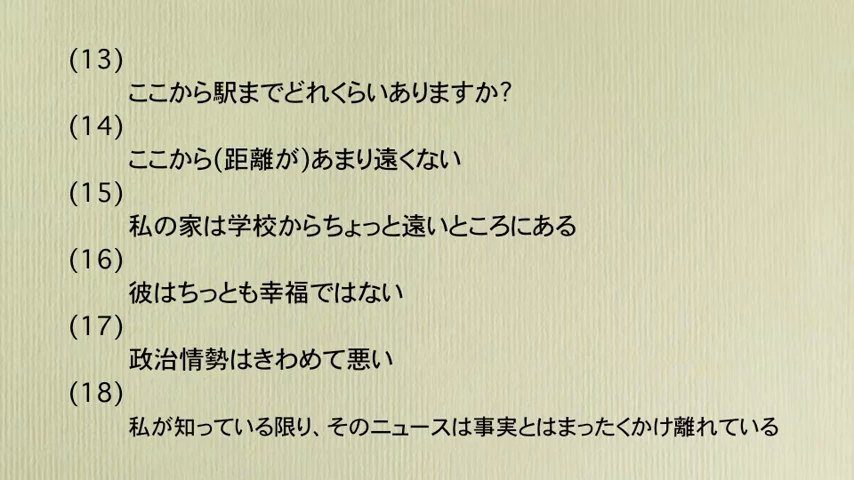 (13)
ここから駅までどれくらいありますか?
(14)
ここから(距離が)あまり遠くない
(15)
私の家は学校からちょっと遠いところにある
(16)
彼はちっとも幸福ではない
(17)
政治情勢はきわめて悪い
(18)
私が知っている限り、そのニュースは事実とはまったくかけ離れている